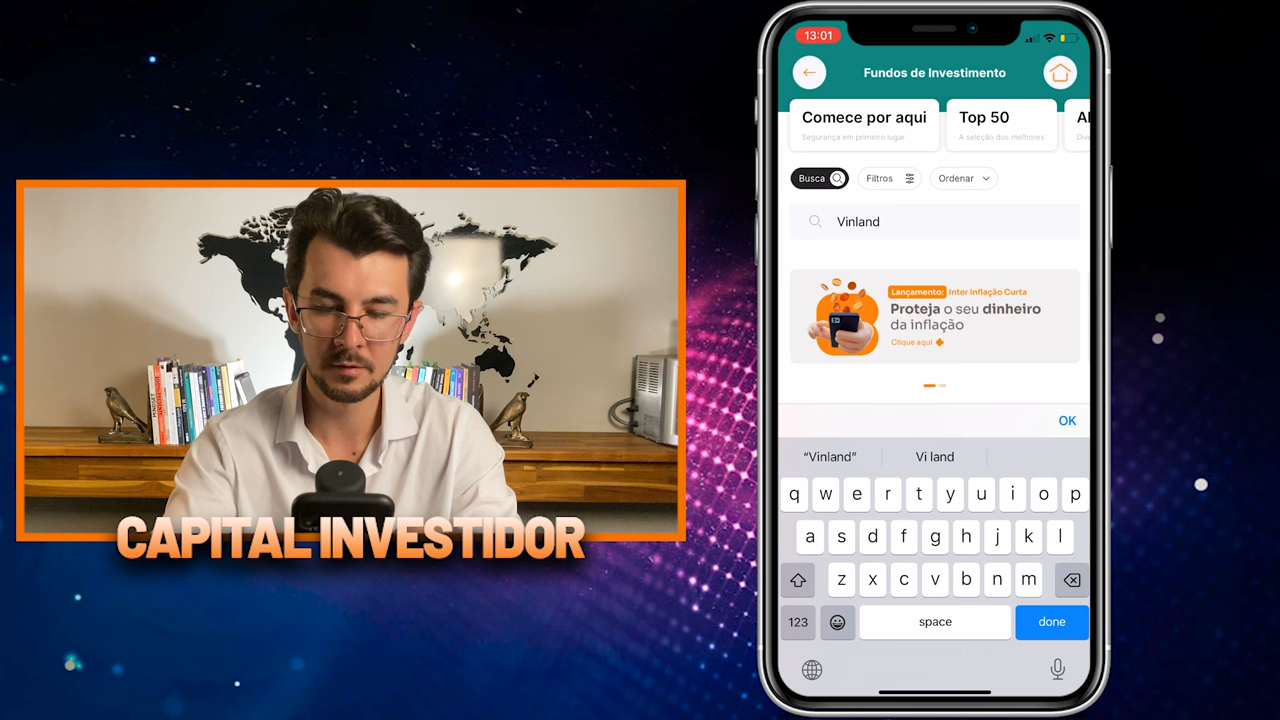 CAPITAL INVESTIDOR
13:01
Fundos de Investimento
Comece por aqui
Segurança em primeiro lugar
Top 50
A seleção dos melhores
Busca
Filtros
Ordenar
Vinland
Lançamento: Inter Inflação Curta
Proteja o seu dinheiro
da inflação
Clique aqui
OK
“Vinland”
Vi land
q w e r t y u i o p
a s d f g h j k l
z x c v b n m
123
space
done